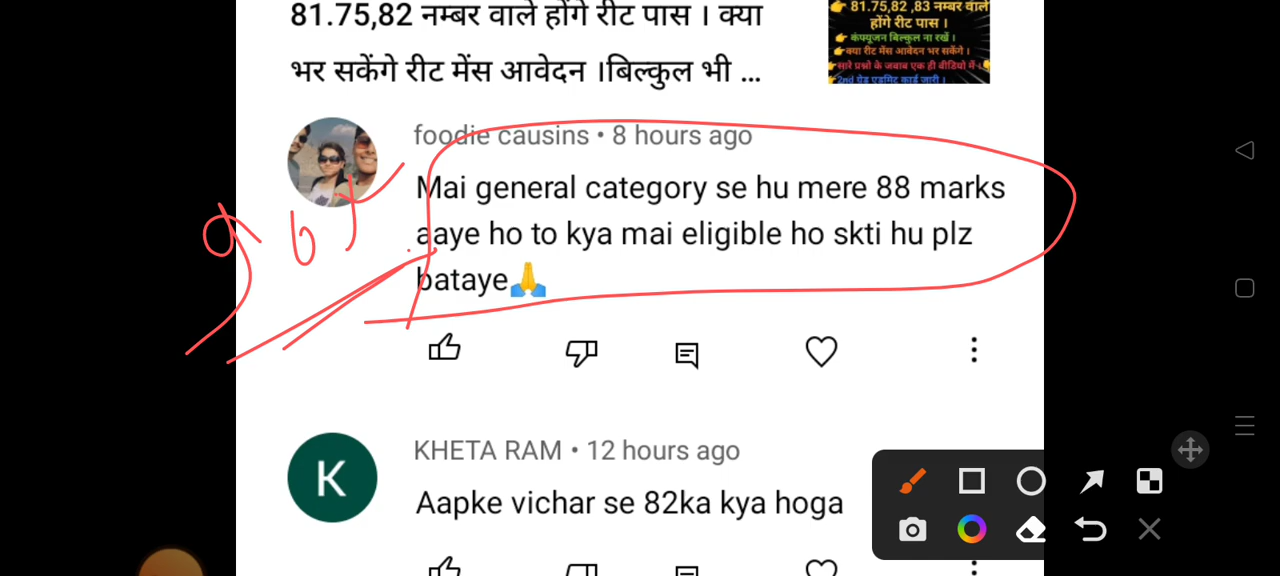 81.75,82 नम्बर वाले होंगे रीट पास । क्या
भर सकेंगे रीट मेंस आवेदन ।बिल्कुल भी ...
👉 81.75,82 ,83 नम्बर वाले
होंगे रीट पास ।
👉 कंफ्यूजन बिल्कुल ना रखें ।
👉क्या रीट मेंस आवेदन भर सकेंगे ।
👉सारे प्रश्नो के जवाब एक ही वीडियो में ।👇
👉2nd ग्रेड एडमिट कार्ड जारी ।
foodie causins • 8 hours ago
Mai general category se hu mere 88 marks
aaye ho to kya mai eligible ho skti hu plz
bataye🙏
KHETA RAM • 12 hours ago
K
Aapke vichar se 82ka kya hoga